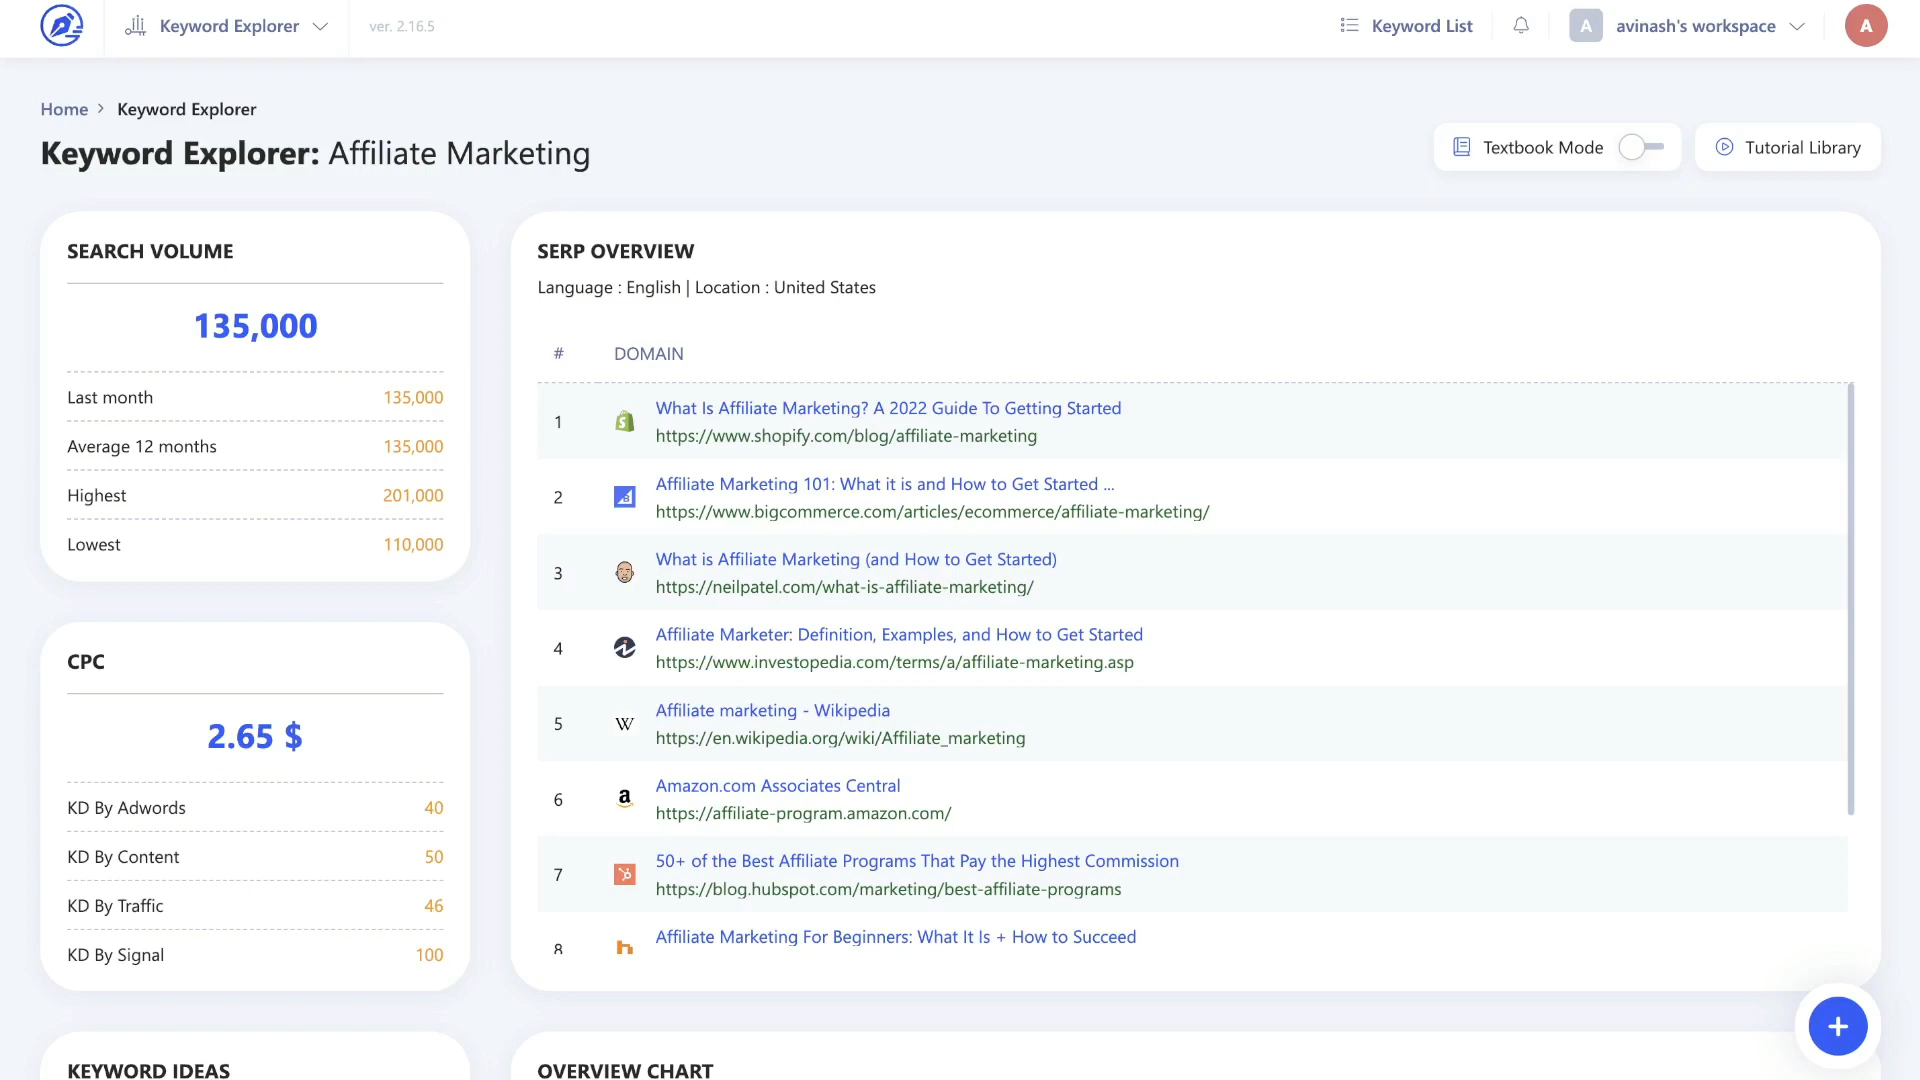 Keyword Explorer
ver. 2.16.5
Keyword List
A
avinash's workspace
A
Home > Keyword Explorer
Keyword Explorer: Affiliate Marketing
Textbook Mode
Tutorial Library
SEARCH VOLUME
135,000
Last month 135,000
Average 12 months 135,000
Highest 201,000
Lowest 110,000
CPC
2.65 $
KD By Adwords 40
KD By Content 50
KD By Traffic 46
KD By Signal 100
KEYWORD IDEAS
SERP OVERVIEW
Language : English | Location : United States
# DOMAIN
1 What Is Affiliate Marketing? A 2022 Guide To Getting Started
https://www.shopify.com/blog/affiliate-marketing
2 Affiliate Marketing 101: What it is and How to Get Started ...
https://www.bigcommerce.com/articles/ecommerce/affiliate-marketing/
3 What is Affiliate Marketing (and How to Get Started)
https://neilpatel.com/what-is-affiliate-marketing/
4 Affiliate Marketer: Definition, Examples, and How to Get Started
https://www.investopedia.com/terms/a/affiliate-marketing.asp
5 W Affiliate marketing - Wikipedia
https://en.wikipedia.org/wiki/Affiliate_marketing
6 a Amazon.com Associates Central
https://affiliate-program.amazon.com/
7 50+ of the Best Affiliate Programs That Pay the Highest Commission
https://blog.hubspot.com/marketing/best-affiliate-programs
8 h Affiliate Marketing For Beginners: What It Is + How to Succeed
OVERVIEW CHART
+